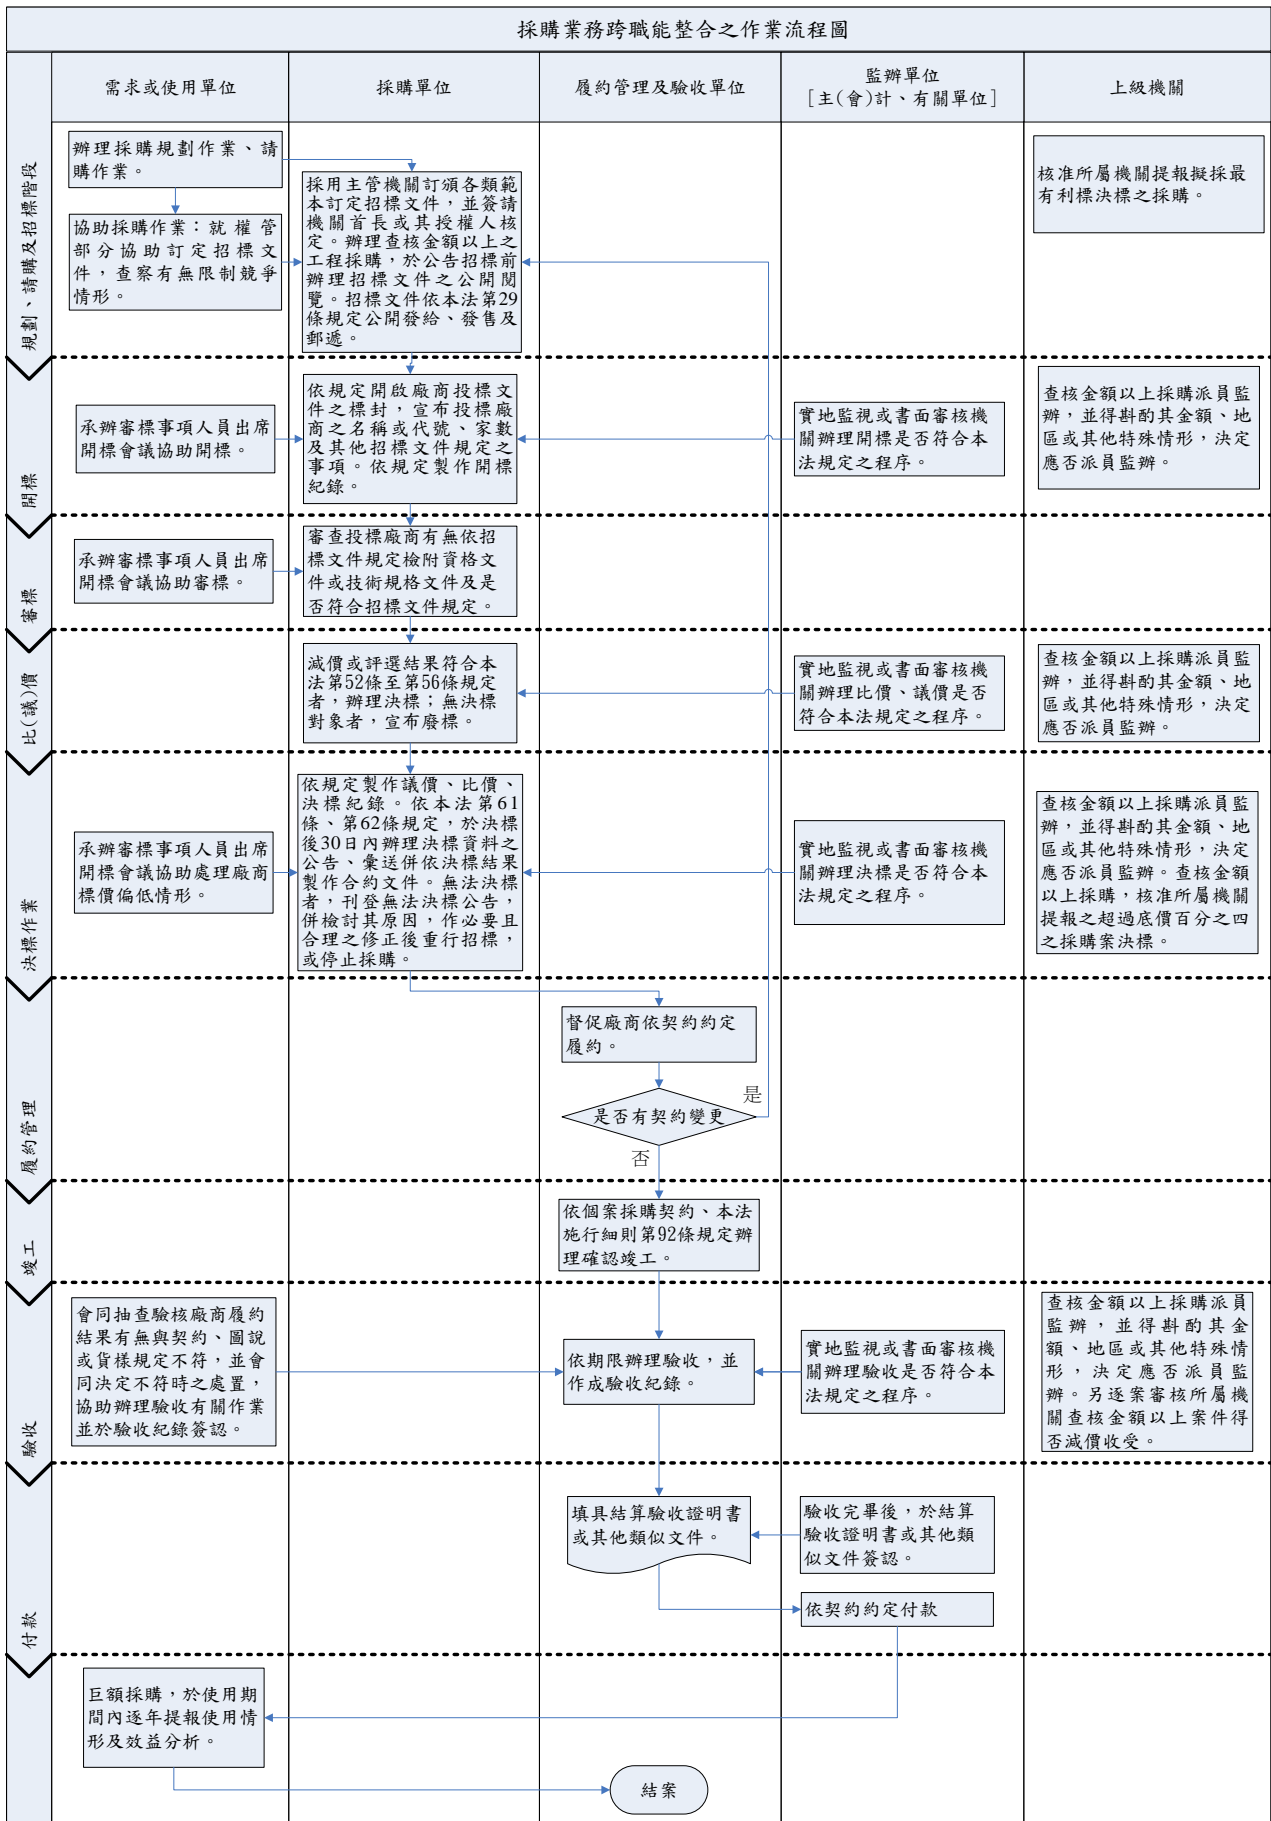 採購業務跨職能整合之作業流程圖
需求或使用單位
採購單位
履約管理及驗收單位
監辦單位
[主(會)計、有關單位]
上級機關
規劃、請購及招標階段
辦理採購規劃作業、請
購作業。
協助採購作業：就權管
部分協助訂定招標文
件，查察有無限制競爭
情形。
採用主管機關訂頒各類範
本訂定招標文件，並簽請
機關首長或其授權人核
定。辦理查核金額以上之
工程採購，於公告招標前
辦理招標文件之公開閱
覽。招標文件依本法第29
條規定公開發給、發售及
郵遞。
核准所屬機關提報擬採最
有利標決標之採購。
開標
承辦審標事項人員出席
開標會議協助開標。
依規定開啟廠商投標文
件之標封，宣布投標廠
商之名稱或代號、家數
及其他招標文件規定之
事項。依規定製作開標
紀錄。
實地監視或書面審核機
關辦理開標是否符合本
法規定之程序。
查核金額以上採購派員監
辦，並得斟酌其金額、地
區或其他特殊情形，決定
應否派員監辦。
審標
承辦審標事項人員出席
開標會議協助審標。
審查投標廠商有無依招
標文件規定檢附資格文
件或技術規格文件及是
否符合招標文件規定。
比(議)價
減價或評選結果符合本
法第52條至第56條規定
者，辦理決標；無決標
對象者，宣布廢標。
實地監視或書面審核機
關辦理比價、議價是否
符合本法規定之程序。
查核金額以上採購派員監
辦，並得斟酌其金額、地
區或其他特殊情形，決定
應否派員監辦。
決標作業
承辦審標事項人員出席
開標會議協助處理廠商
標價偏低情形。
依規定製作議價、比價、
決標紀錄。依本法第61
條、第62條規定，於決標
後30日內辦理決標資料之
公告、彙送併依決標結果
製作合約文件。無法決標
者，刊登無法決標公告，
併檢討其原因，作必要且
合理之修正後重行招標，
或停止採購。
實地監視或書面審核機
關辦理決標是否符合本
法規定之程序。
查核金額以上採購派員監
辦，並得斟酌其金額、地
區或其他特殊情形，決定
應否派員監辦。查核金額
以上採購，核准所屬機關
提報之超過底價百分之四
之採購案決標。
履約管理
督促廠商依契約約定
履約。
是否有契約變更
是
否
竣工
依個案採購契約、本法
施行細則第92條規定辦
理確認竣工。
驗收
會同抽查驗核廠商履約
結果有無與契約、圖說
或貨樣規定不符，並會
同決定不符時之處置，
協助辦理驗收有關作業
並於驗收紀錄簽認。
依期限辦理驗收，並
作成驗收紀錄。
實地監視或書面審核機
關辦理驗收是否符合本
法規定之程序。
查核金額以上採購派員
監辦，並得斟酌其金
額、地區或其他特殊情
形，決定應否派員監
辦。另逐案審核所屬機
關查核金額以上案件得
否減價收受。
付款
填具結算驗收證明書
或其他類似文件。
驗收完畢後，於結算
驗收證明書或其他類
似文件簽認。
依契約約定付款
巨額採購，於使用期
間內逐年提報使用情
形及效益分析。
結案